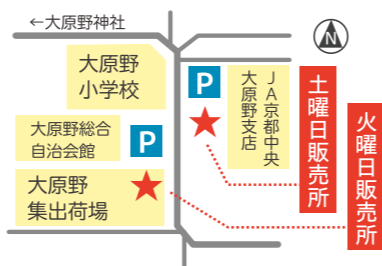 ←大原野神社
N
大原野
小学校
P
JA京都中央
大原野支店
土曜日販売所
火曜日販売所
大原野総合
自治会館
P
大原野
集出荷場